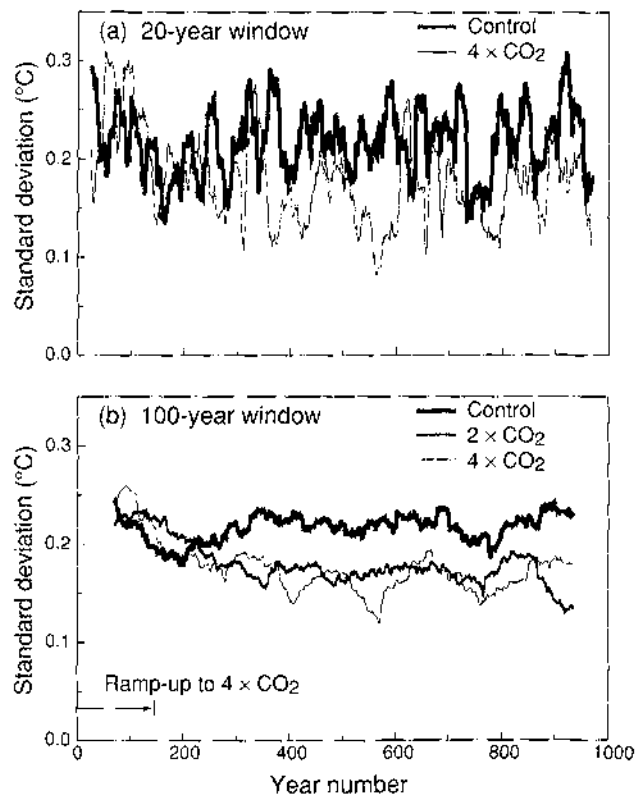 (a) 20-year window
Control
4 × CO₂
Standard deviation (°C)
0.3
0.2
0.1
0.0
(b) 100-year window
Control
2 × CO₂
4 × CO₂
Standard deviation (°C)
0.3
0.2
0.1
0.0
Ramp-up to 4 × CO₂
0 200 400 600 800 1000
Year number